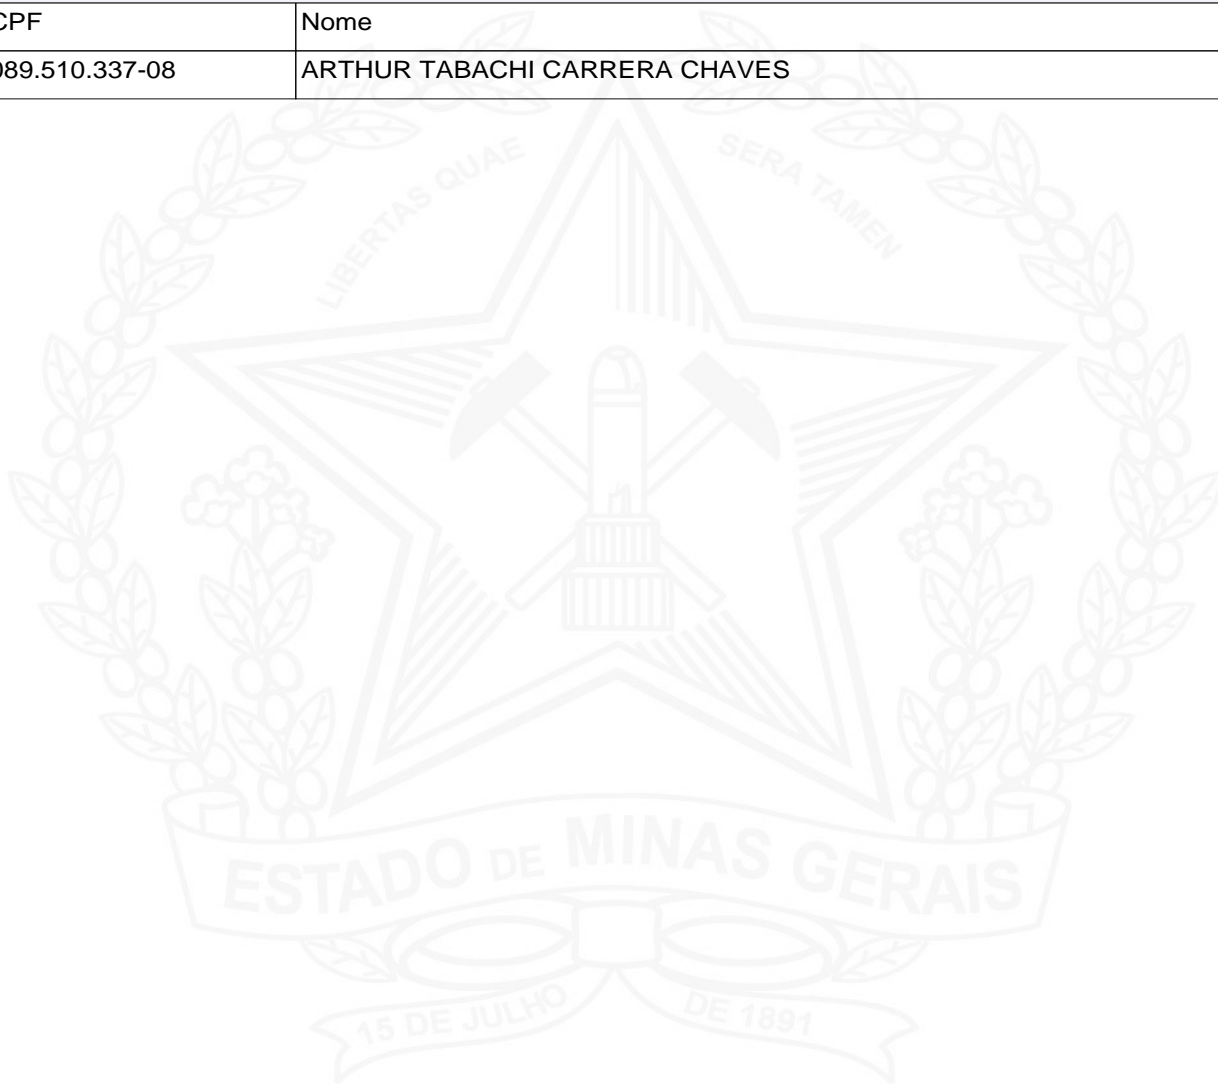 CPF Nome
089.510.337-08 ARTHUR TABACHI CARRERA CHAVES
LIBERTAS QUAE SERA TAMEN
ESTADO DE MINAS GERAIS
15 DE JULHO DE 1891